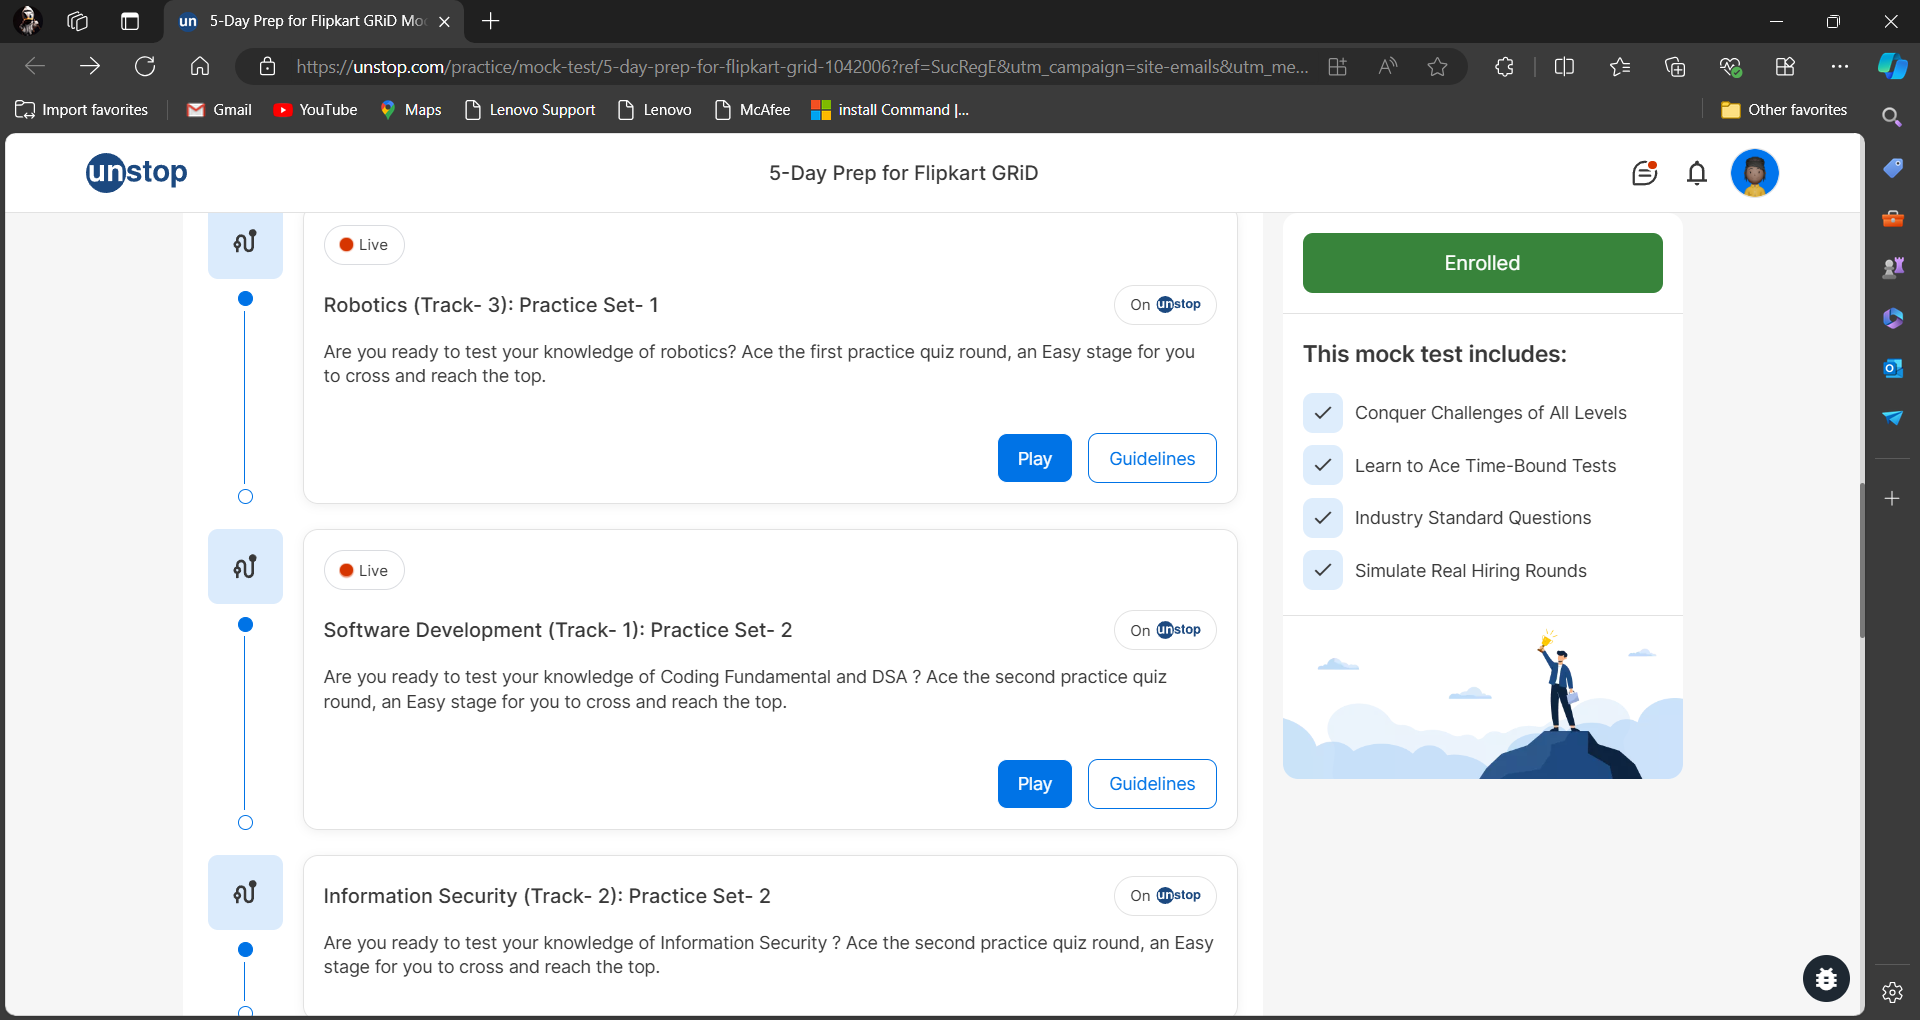 un 5-Day Prep for Flipkart GRiD Moc
https://unstop.com/practice/mock-test/5-day-prep-for-flipkart-grid-1042006?ref=SucRegE&utm_campaign=site-emails&utm_me...
Import favorites Gmail YouTube Maps Lenovo Support Lenovo McAfee install Command |... Other favorites
unstop 5-Day Prep for Flipkart GRiD
Live
Enrolled
Robotics (Track- 3): Practice Set- 1 On unstop
Are you ready to test your knowledge of robotics? Ace the first practice quiz round, an Easy stage for you
to cross and reach the top.
Play Guidelines
This mock test includes:
Conquer Challenges of All Levels
Learn to Ace Time-Bound Tests
Industry Standard Questions
Simulate Real Hiring Rounds
Live
Software Development (Track- 1): Practice Set- 2 On unstop
Are you ready to test your knowledge of Coding Fundamental and DSA ? Ace the second practice quiz
round, an Easy stage for you to cross and reach the top.
Play Guidelines
Information Security (Track- 2): Practice Set- 2 On unstop
Are you ready to test your knowledge of Information Security ? Ace the second practice quiz round, an Easy
stage for you to cross and reach the top.